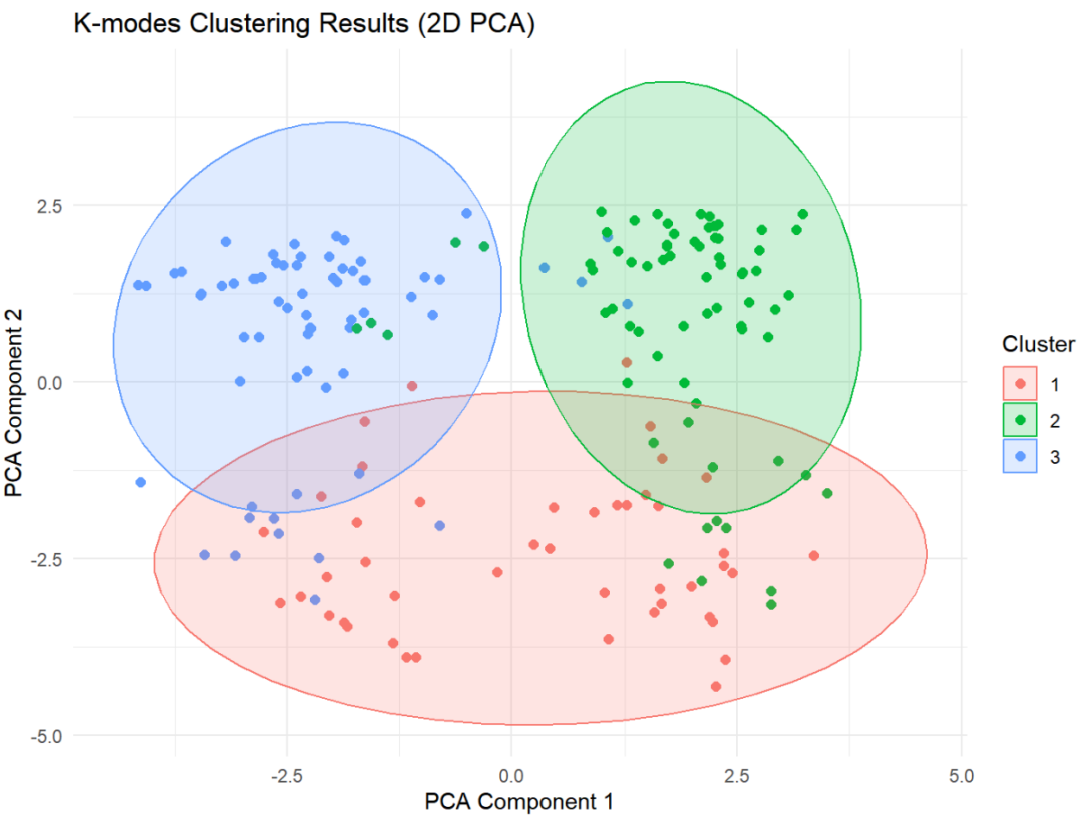 K-modes Clustering Results (2D PCA)
PCA Component 2
2.5
0.0
-2.5
-5.0
-2.5
0.0
2.5
5.0
PCA Component 1
Cluster
1
2
3